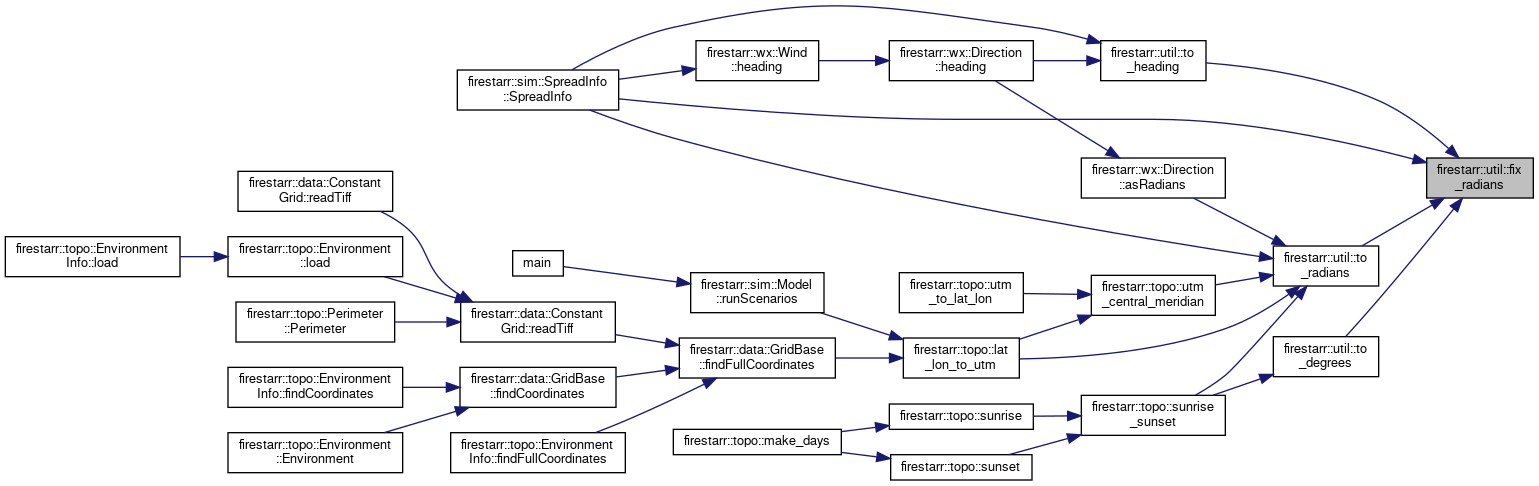 firestarr::sim::SpreadInfo
::SpreadInfo
firestarr::wx::Wind
::heading
firestarr::wx::Direction
::heading
firestarr::util::to
_heading
firestarr::util::fix
_radians
firestarr::wx::Direction
::asRadians
firestarr::data::Constant
Grid::readTiff
firestarr::topo::Environment
Info::load
firestarr::topo::Environment
::load
main
firestarr::util::to
_radians
firestarr::sim::Model
::runScenarios
firestarr::topo::utm
_to_lat_lon
firestarr::topo::utm
_central_meridian
firestarr::topo::Perimeter
::Perimeter
firestarr::data::Constant
Grid::readTiff
firestarr::data::GridBase
::findFullCoordinates
firestarr::topo::lat
_lon_to_utm
firestarr::util::to
_degrees
firestarr::topo::Environment
Info::findCoordinates
firestarr::data::GridBase
::findCoordinates
firestarr::topo::sunrise
_sunset
firestarr::topo::sunrise
firestarr::topo::make_days
firestarr::topo::Environment
::Environment
firestarr::topo::Environment
Info::findFullCoordinates
firestarr::topo::sunset